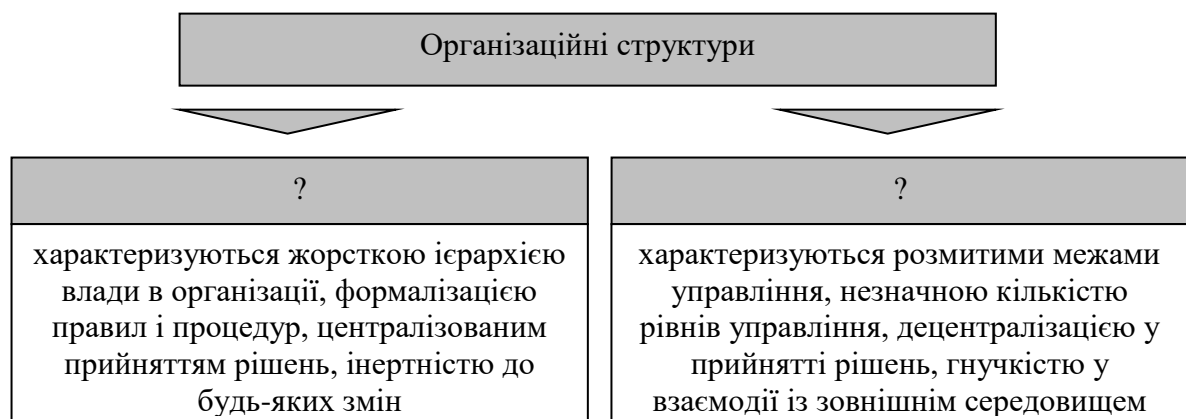 Організаційні структури
?
характеризуються жорсткою ієрархією
влади в організації, формалізацією
правил і процедур, централізованим
прийняттям рішень, інертністю до
будь-яких змін
?
характеризуються розмитими межами
управління, незначною кількістю
рівнів управління, децентралізацією у
прийнятті рішень, гнучкістю у
взаємодії із зовнішнім середовищем